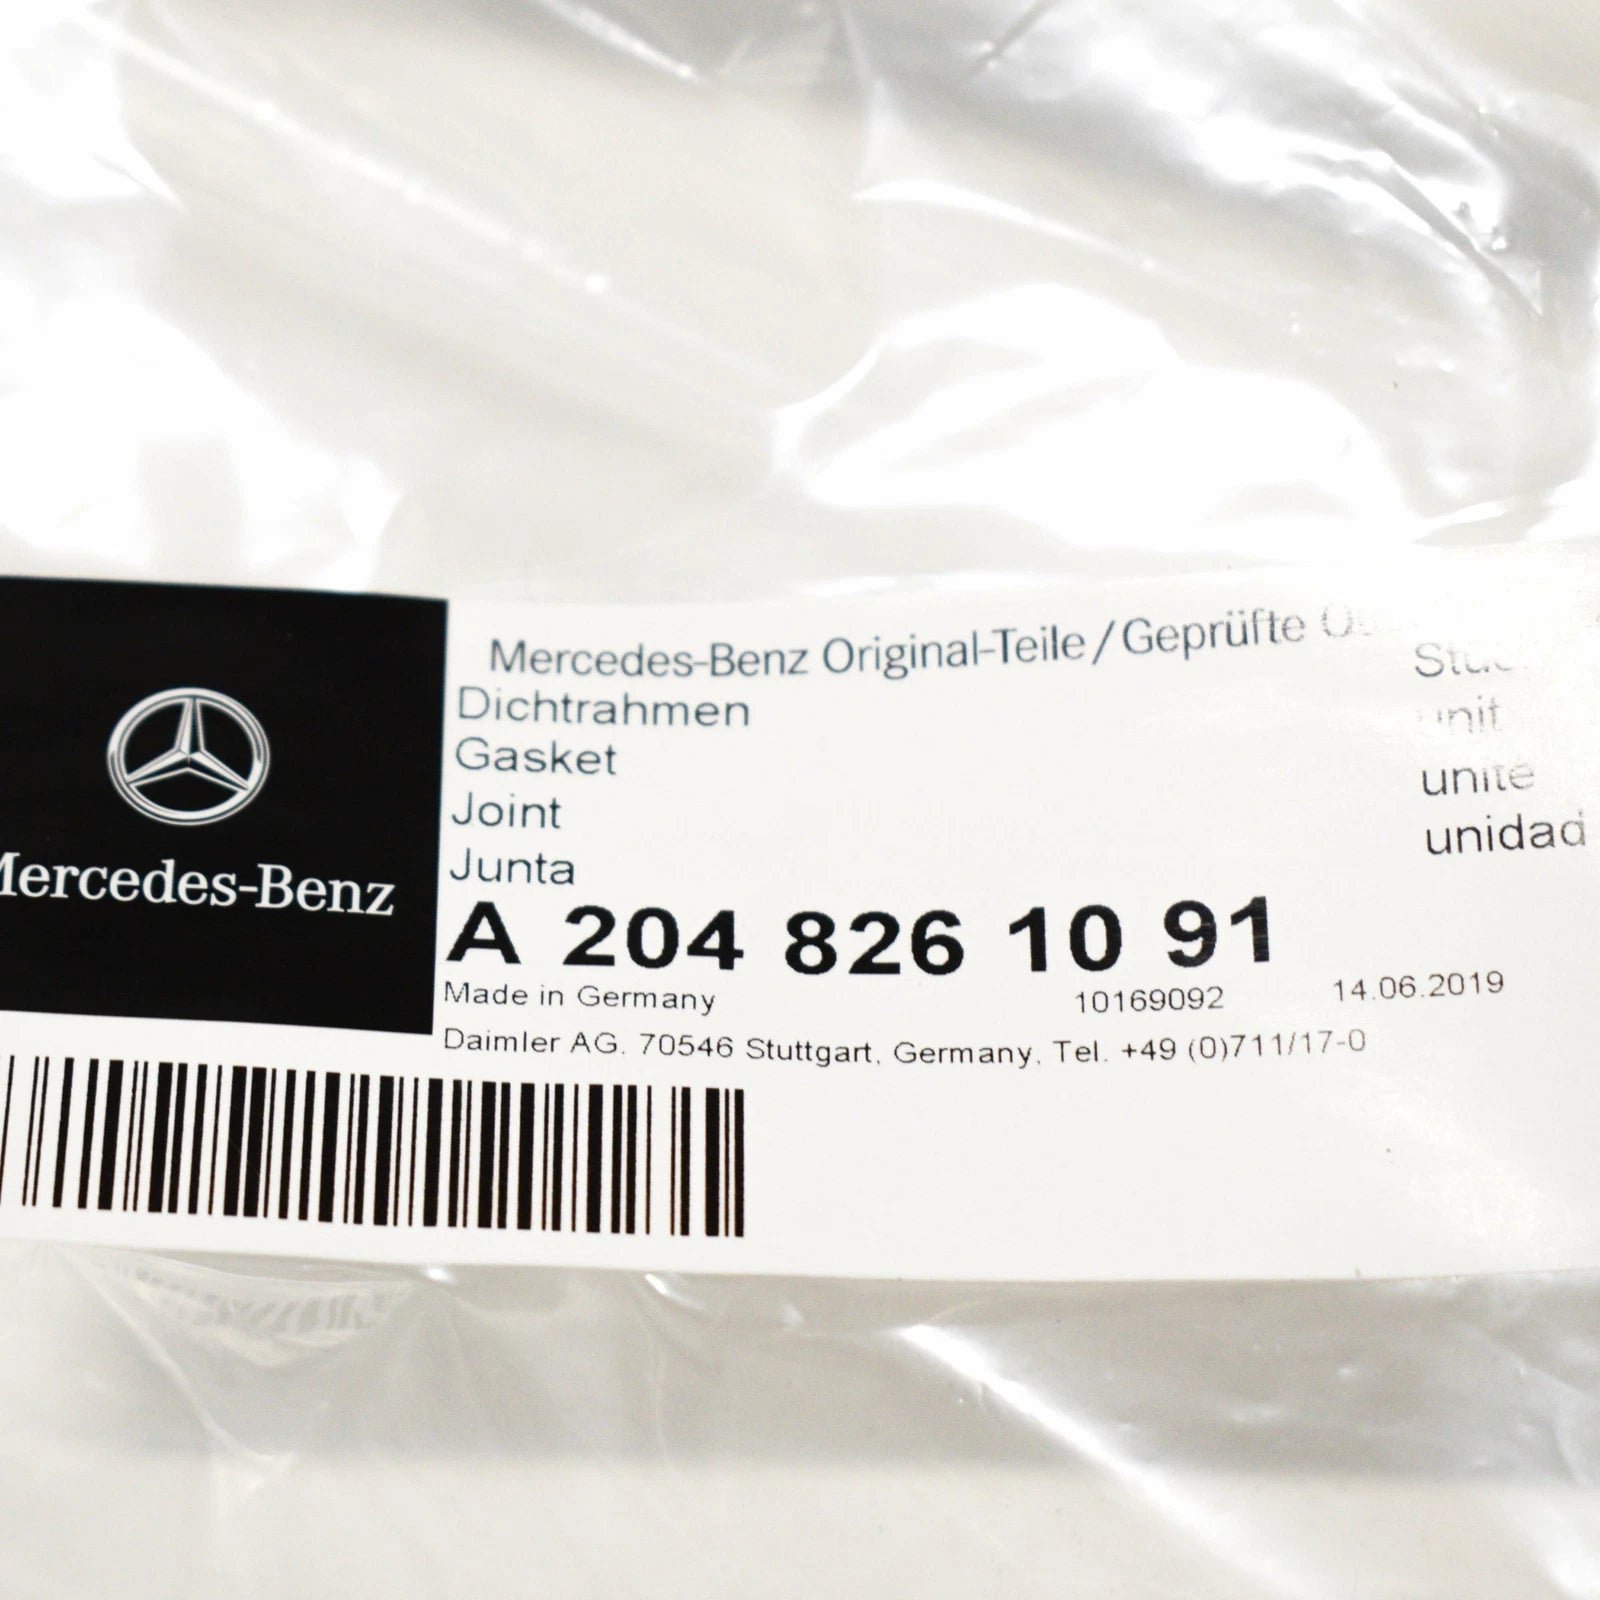 Mercedes-Benz
Mercedes-Benz Original-Teile/Geprüfte
Dichtrahmen
Gasket
Joint
Junta
unit
unité
unidad
A 204 826 10 91
Made in Germany 10169092 14.06.2019
Daimler AG. 70546 Stuttgart, Germany, Tel. +49 (0)711/17-0